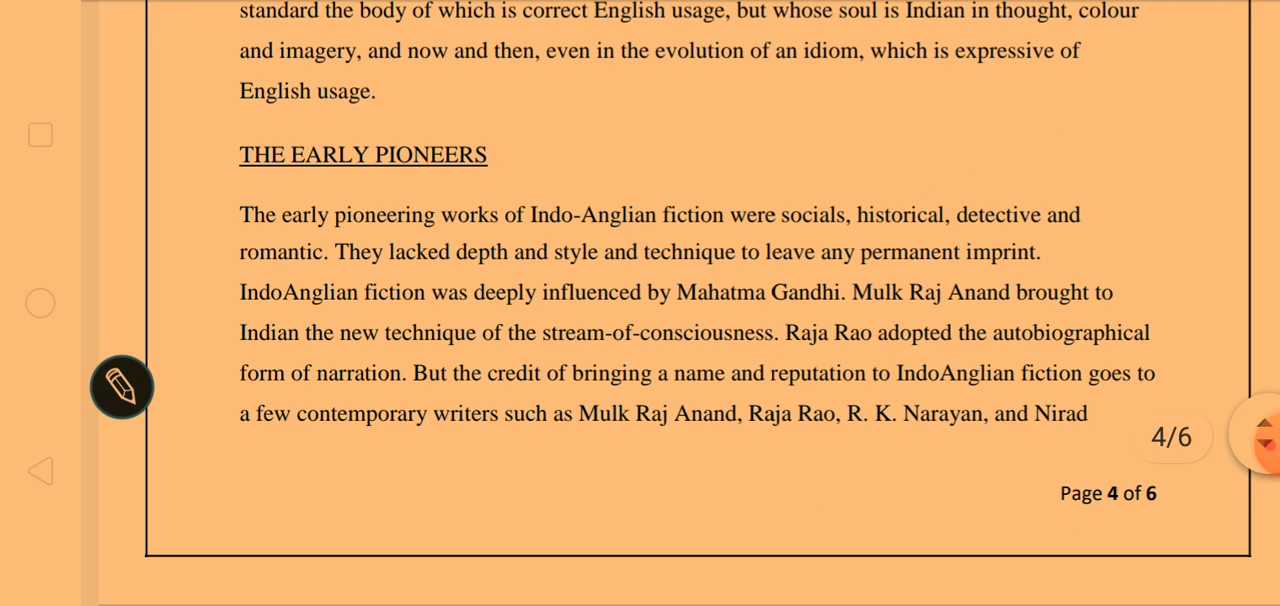 standard the body of which is correct English usage, but whose soul is Indian in thought, colour
and imagery, and now and then, even in the evolution of an idiom, which is expressive of
English usage.
THE EARLY PIONEERS
The early pioneering works of Indo-Anglian fiction were socials, historical, detective and
romantic. They lacked depth and style and technique to leave any permanent imprint.
IndoAnglian fiction was deeply influenced by Mahatma Gandhi. Mulk Raj Anand brought to
Indian the new technique of the stream-of-consciousness. Raja Rao adopted the autobiographical
form of narration. But the credit of bringing a name and reputation to IndoAnglian fiction goes to
a few contemporary writers such as Mulk Raj Anand, Raja Rao, R. K. Narayan, and Nirad
4/6
Page 4 of 6